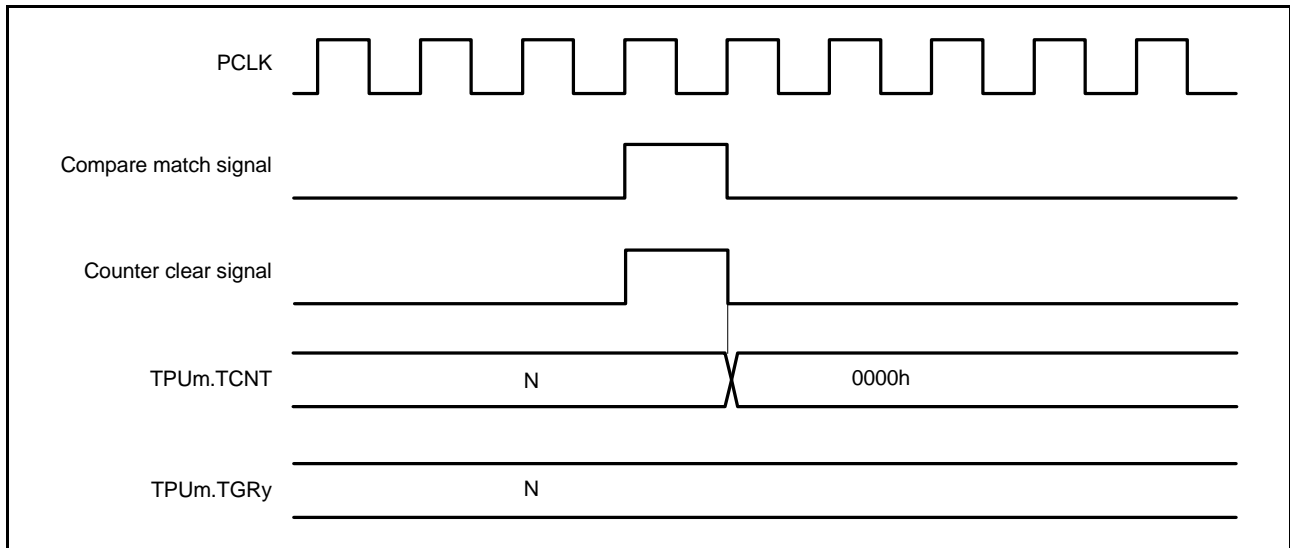 PCLK
Compare match signal
Counter clear signal
TPUm.TCNT N 0000h
TPUm.TGRy N